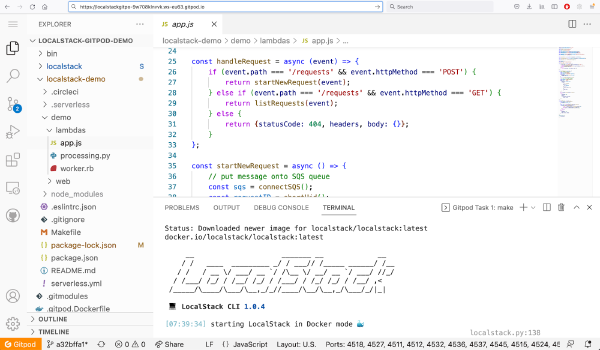 https://localstackgitpo-5w708klnrvk.ws-eu63.gitpod.io
Search
EXPLORER
LOCALSTACK-GITPOD-DEMO
bin
localstack S
localstack-demo
.circleci
.serverless
demo
lambdas
app.js
processing.py
worker.rb
web
node_modules
.eslintrc.json
.gitignore
Makefile
package-lock.json M
package.json
README.md
serverless.yml
.gitmodules
.gitpod.Dockerfile
OUTLINE
TIMELINE
2
app.js
localstack-demo > demo > lambdas > app.js > ...
24
25 const handleRequest = async (event) => {
26 if (event.path === '/requests' && event.httpMethod === 'POST') {
27 return startNewRequest(event);
28 } else if (event.path === '/requests' && event.httpMethod === 'GET') {
29 return listRequests(event);
30 } else {
31 return {statusCode: 404, headers, body: {}};
32 }
33 };
34
35 const startNewRequest = async () => {
36 // put message onto SQS queue
37 const sqs = connectSQS();
PROBLEMS OUTPUT DEBUG CONSOLE TERMINAL
Gitpod Task 1: make
Status: Downloaded newer image for localstack/localstack:latest
docker.io/localstack/localstack:latest
LocalStack CLI 1.0.4
[07:39:34] starting LocalStack in Docker mode
localstack.py:138
Gitpod a32bffa1* 0 0 Share LF JavaScript Layout: U.S. Ports: 4518, 4527, 4511, 4512, 4532, 4536, 4537, 4545, 4515, 4524,